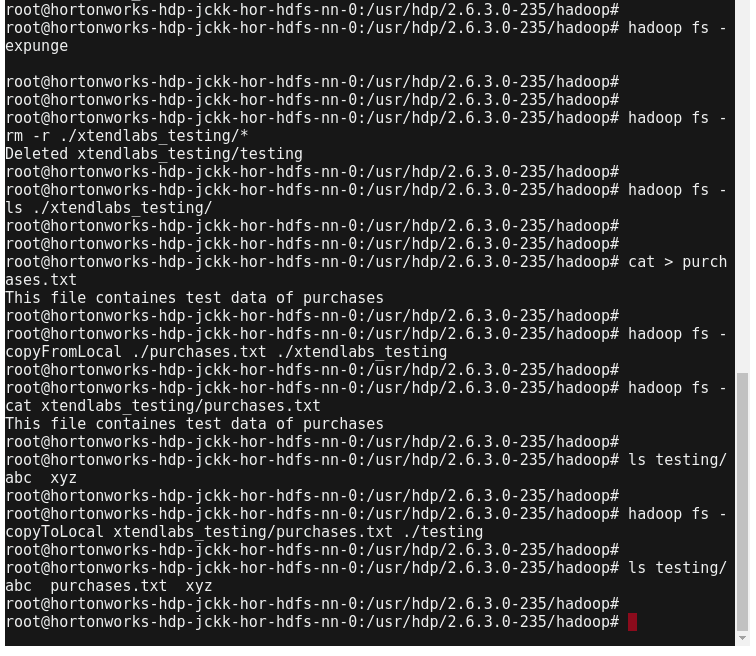 root@hortonworks-hdp-jckk-hor-hdfs-nn-0:/usr/hdp/2.6.3.0-235/hadoop#
root@hortonworks-hdp-jckk-hor-hdfs-nn-0:/usr/hdp/2.6.3.0-235/hadoop# hadoop fs -
expunge
root@hortonworks-hdp-jckk-hor-hdfs-nn-0:/usr/hdp/2.6.3.0-235/hadoop#
root@hortonworks-hdp-jckk-hor-hdfs-nn-0:/usr/hdp/2.6.3.0-235/hadoop#
root@hortonworks-hdp-jckk-hor-hdfs-nn-0:/usr/hdp/2.6.3.0-235/hadoop# hadoop fs -
rm -r ./xtendlabs_testing/*
Deleted xtendlabs_testing/testing
root@hortonworks-hdp-jckk-hor-hdfs-nn-0:/usr/hdp/2.6.3.0-235/hadoop#
root@hortonworks-hdp-jckk-hor-hdfs-nn-0:/usr/hdp/2.6.3.0-235/hadoop# hadoop fs -
ls ./xtendlabs_testing/
root@hortonworks-hdp-jckk-hor-hdfs-nn-0:/usr/hdp/2.6.3.0-235/hadoop#
root@hortonworks-hdp-jckk-hor-hdfs-nn-0:/usr/hdp/2.6.3.0-235/hadoop#
root@hortonworks-hdp-jckk-hor-hdfs-nn-0:/usr/hdp/2.6.3.0-235/hadoop# cat > purch
ases.txt
This file containes test data of purchases
root@hortonworks-hdp-jckk-hor-hdfs-nn-0:/usr/hdp/2.6.3.0-235/hadoop#
root@hortonworks-hdp-jckk-hor-hdfs-nn-0:/usr/hdp/2.6.3.0-235/hadoop# hadoop fs -
copyFromLocal ./purchases.txt ./xtendlabs_testing
root@hortonworks-hdp-jckk-hor-hdfs-nn-0:/usr/hdp/2.6.3.0-235/hadoop#
root@hortonworks-hdp-jckk-hor-hdfs-nn-0:/usr/hdp/2.6.3.0-235/hadoop# hadoop fs -
cat xtendlabs_testing/purchases.txt
This file containes test data of purchases
root@hortonworks-hdp-jckk-hor-hdfs-nn-0:/usr/hdp/2.6.3.0-235/hadoop#
root@hortonworks-hdp-jckk-hor-hdfs-nn-0:/usr/hdp/2.6.3.0-235/hadoop# ls testing/
abc  xyz
root@hortonworks-hdp-jckk-hor-hdfs-nn-0:/usr/hdp/2.6.3.0-235/hadoop#
root@hortonworks-hdp-jckk-hor-hdfs-nn-0:/usr/hdp/2.6.3.0-235/hadoop# hadoop fs -
copyToLocal xtendlabs_testing/purchases.txt ./testing
root@hortonworks-hdp-jckk-hor-hdfs-nn-0:/usr/hdp/2.6.3.0-235/hadoop#
root@hortonworks-hdp-jckk-hor-hdfs-nn-0:/usr/hdp/2.6.3.0-235/hadoop# ls testing/
abc  purchases.txt  xyz
root@hortonworks-hdp-jckk-hor-hdfs-nn-0:/usr/hdp/2.6.3.0-235/hadoop#
root@hortonworks-hdp-jckk-hor-hdfs-nn-0:/usr/hdp/2.6.3.0-235/hadoop#